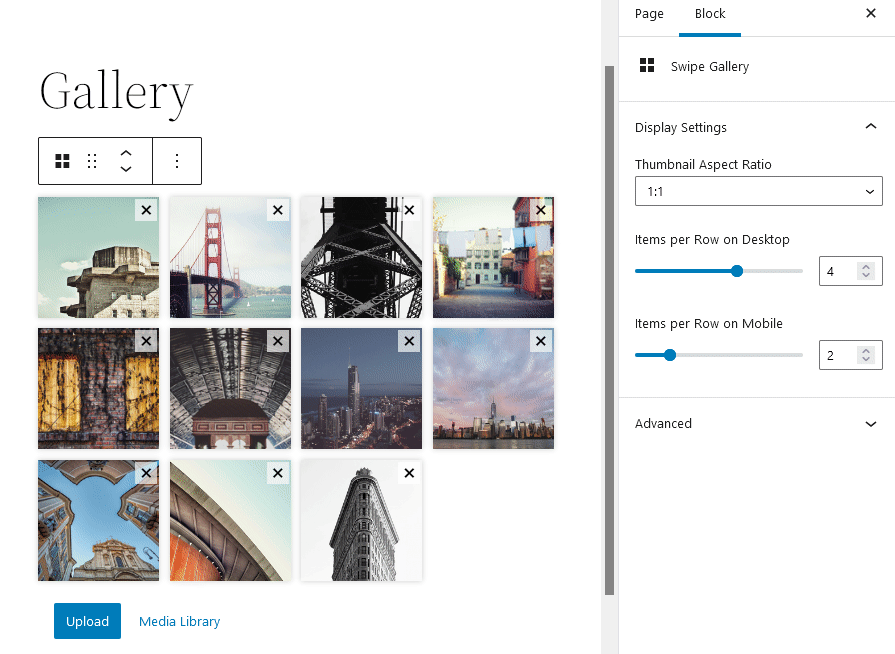 Page Block
Swipe Gallery
Gallery
Display Settings
Thumbnail Aspect Ratio
1:1
Items per Row on Desktop
4
Items per Row on Mobile
2
Advanced
Upload Media Library